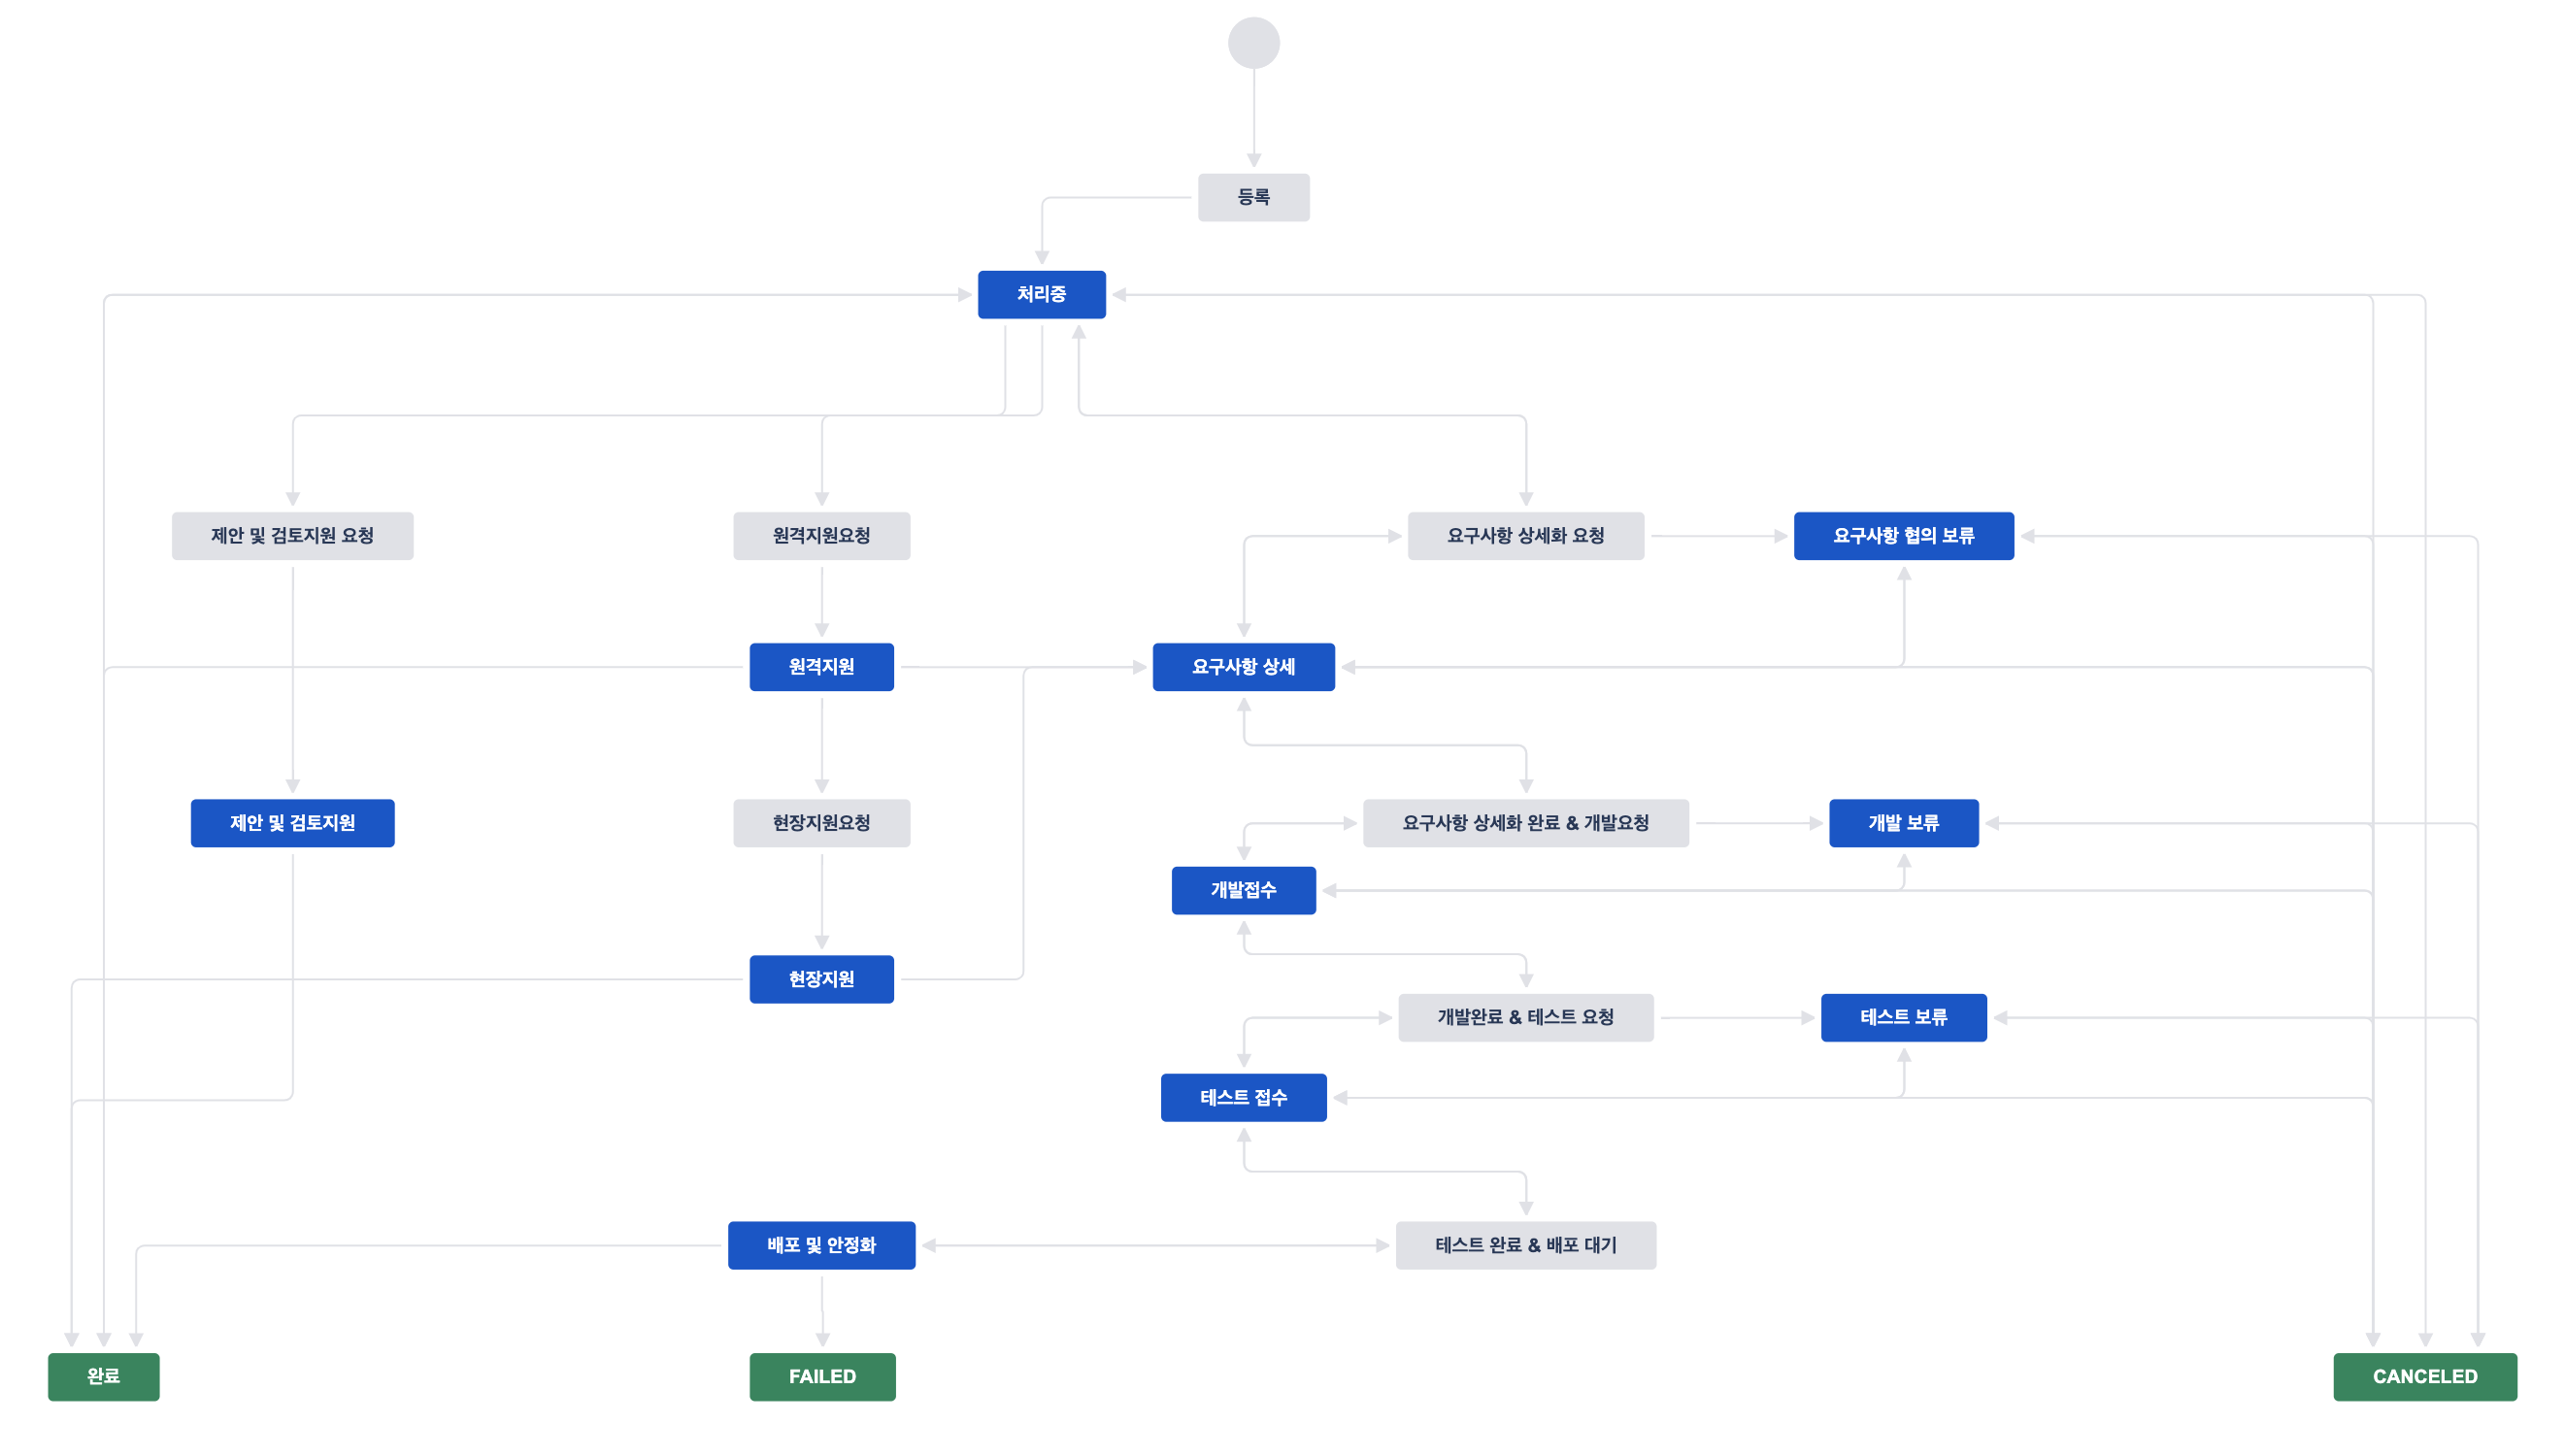 등록
처리중
제안 및 검토지원 요청
원격지원요청
요구사항 상세화 요청
요구사항 협의 보류
원격지원
요구사항 상세
제안 및 검토지원
현장지원요청
요구사항 상세화 완료 & 개발요청
개발 보류
개발접수
현장지원
개발완료 & 테스트 요청
테스트 보류
테스트 접수
배포 및 안정화
테스트 완료 & 배포 대기
완료
FAILED
CANCELED